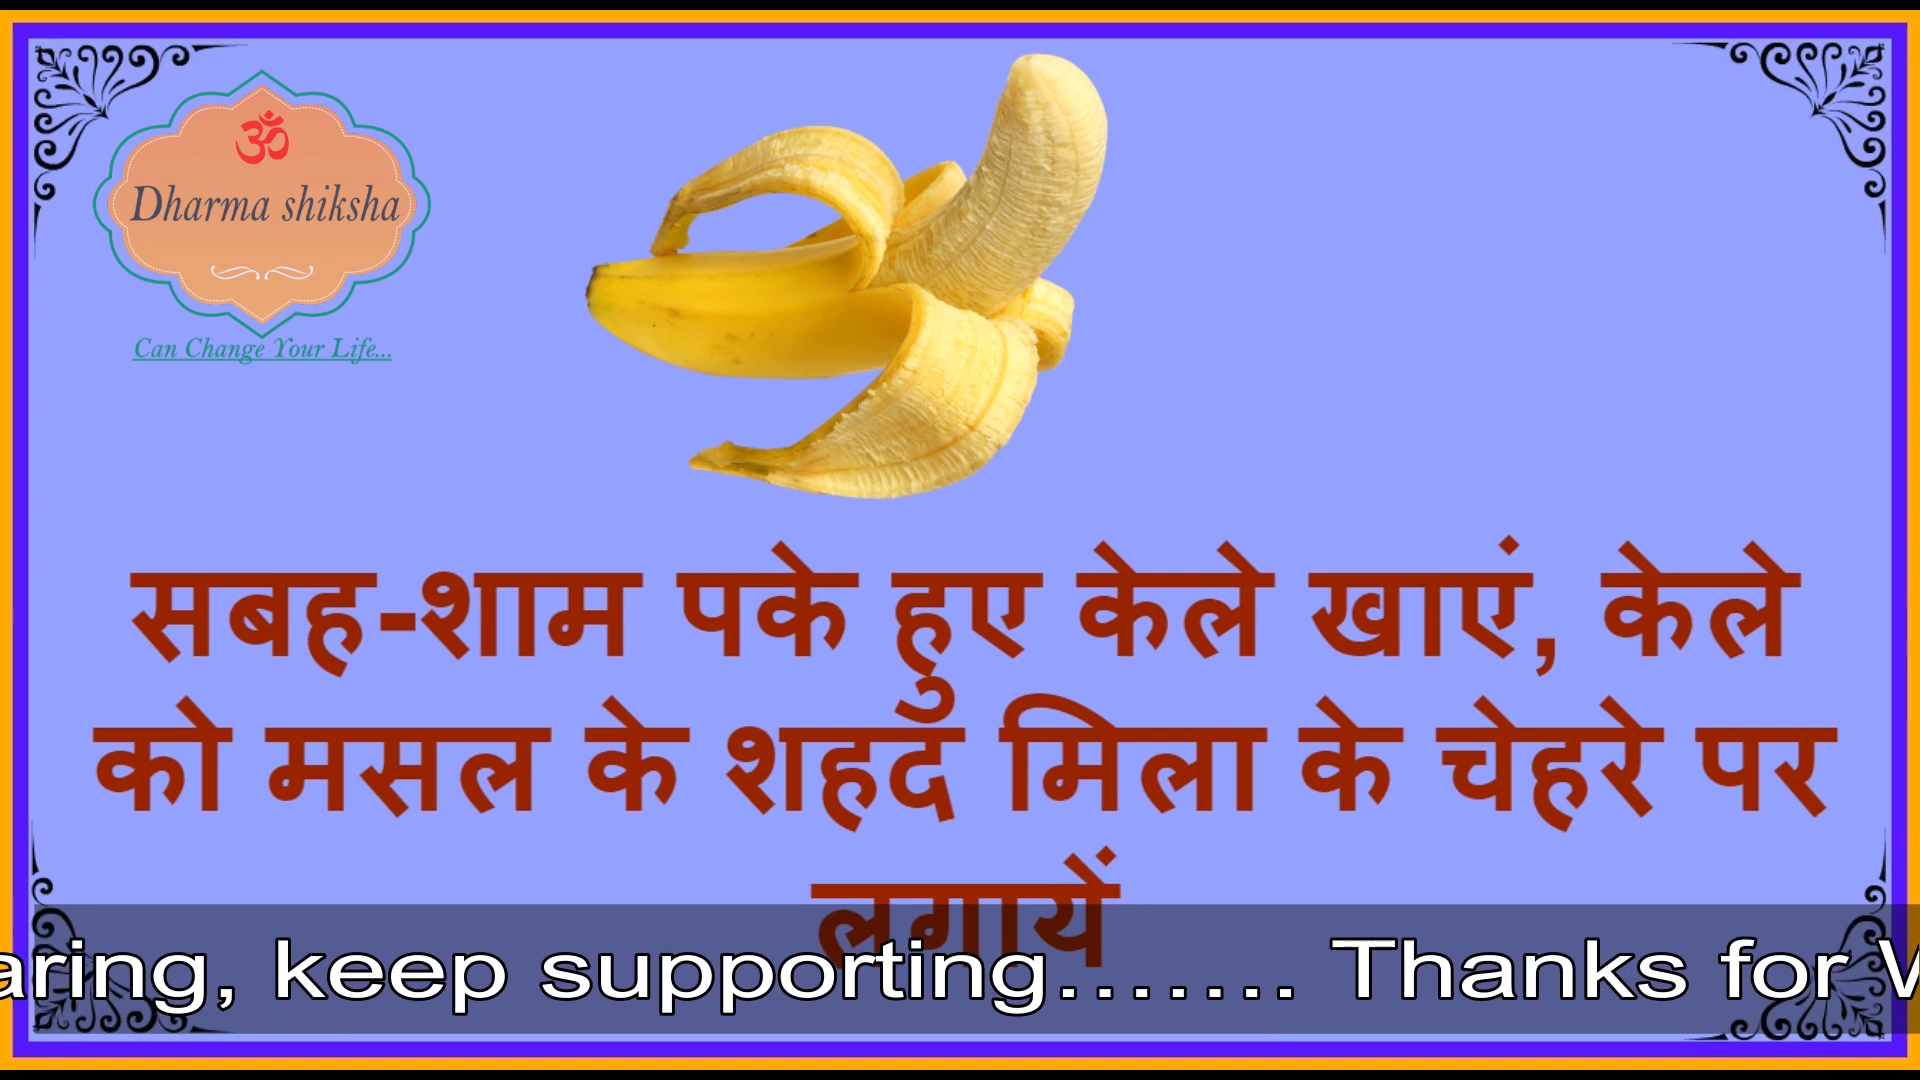 ॐ
Dharma shiksha
Can Change Your Life...
सबह-शाम पके हुए केले खाएं, केले
को मसल के शहद मिला के चेहरे पर
लगायें
aring, keep supporting....... Thanks for W